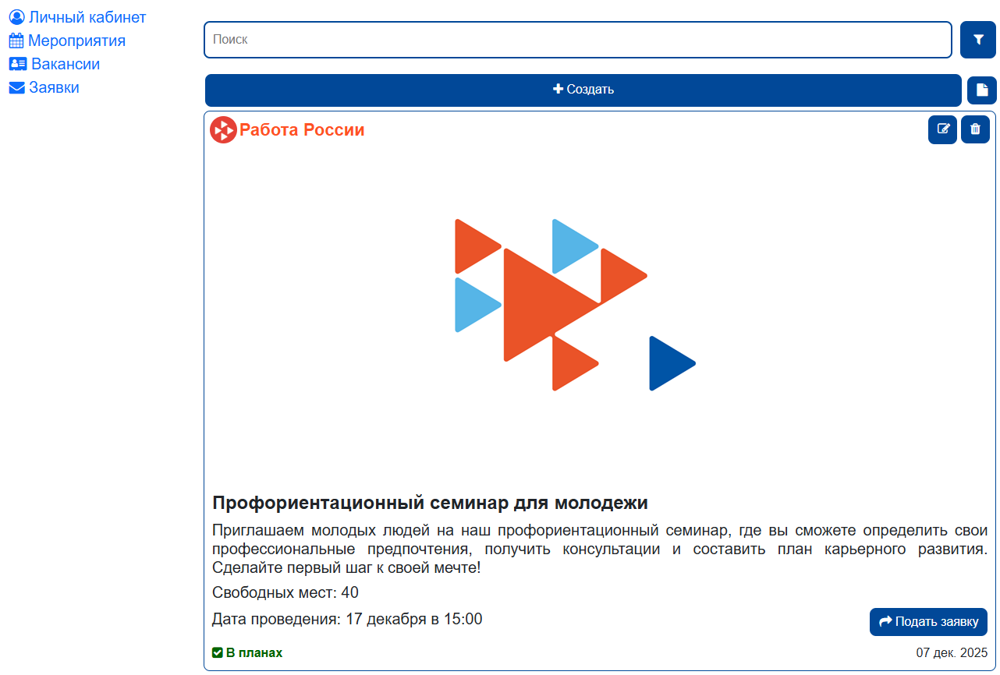 Личный кабинет
Мероприятия
Вакансии
Заявки
Поиск
Создать
Работа России
Профориентационный семинар для молодежи
Приглашаем молодых людей на наш профориентационный семинар, где вы сможете определить свои
профессиональные предпочтения, получить консультации и составить план карьерного развития.
Сделайте первый шаг к своей мечте!
Свободных мест: 40
Дата проведения: 17 декабря в 15:00
Подать заявку
В планах
07 дек. 2025